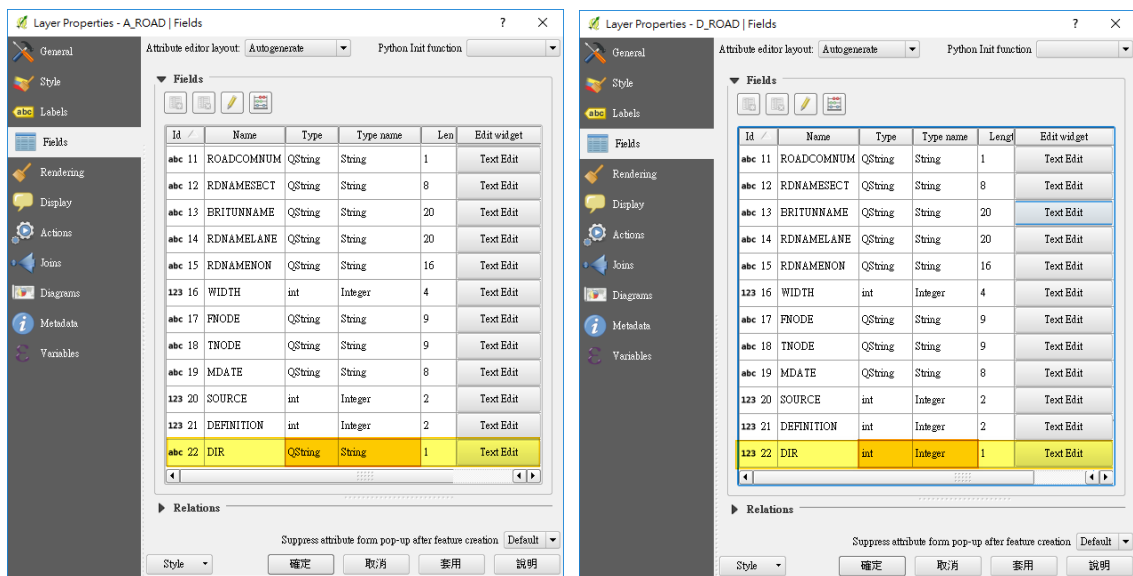 Layer Properties - A_ROAD | Fields
General
Style
abc Labels
Fields
Rendering
Display
Actions
Joins
Diagrams
Metadata
Variables
Attribute editor layout: Autogenerate Python Init function
Fields
Id Name Type Type name Len Edit widget
abc 11 ROADCOMNUM QString String 1 Text Edit
abc 12 RDNAMESECT QString String 8 Text Edit
abc 13 BRITUNNAME QString String 20 Text Edit
abc 14 RDNAMELANE QString String 20 Text Edit
abc 15 RDNAMENON QString String 16 Text Edit
123 16 WIDTH int Integer 4 Text Edit
abc 17 FNODE QString String 9 Text Edit
abc 18 TNODE QString String 9 Text Edit
abc 19 MDATE QString String 8 Text Edit
123 20 SOURCE int Integer 2 Text Edit
123 21 DEFINITION int Integer 2 Text Edit
abc 22 DIR QString String 1 Text Edit
Relations
Suppress attribute form pop-up after feature creation Default
Style 確定 取消 套用 說明
Layer Properties - D_ROAD | Fields
General
Style
abc Labels
Fields
Rendering
Display
Actions
Joins
Diagrams
Metadata
Variables
Attribute editor layout: Autogenerate Python Init function
Fields
Id Name Type Type name Lengt Edit widget
abc 11 ROADCOMNUM QString String 1 Text Edit
abc 12 RDNAMESECT QString String 8 Text Edit
abc 13 BRITUNNAME QString String 20 Text Edit
abc 14 RDNAMELANE QString String 20 Text Edit
abc 15 RDNAMENON QString String 16 Text Edit
123 16 WIDTH int Integer 4 Text Edit
abc 17 FNODE QString String 9 Text Edit
abc 18 TNODE QString String 9 Text Edit
abc 19 MDATE QString String 8 Text Edit
123 20 SOURCE int Integer 2 Text Edit
123 21 DEFINITION int Integer 2 Text Edit
123 22 DIR int Integer 1 Text Edit
Relations
Suppress attribute form pop-up after feature creation Default
Style 確定 取消 套用 說明